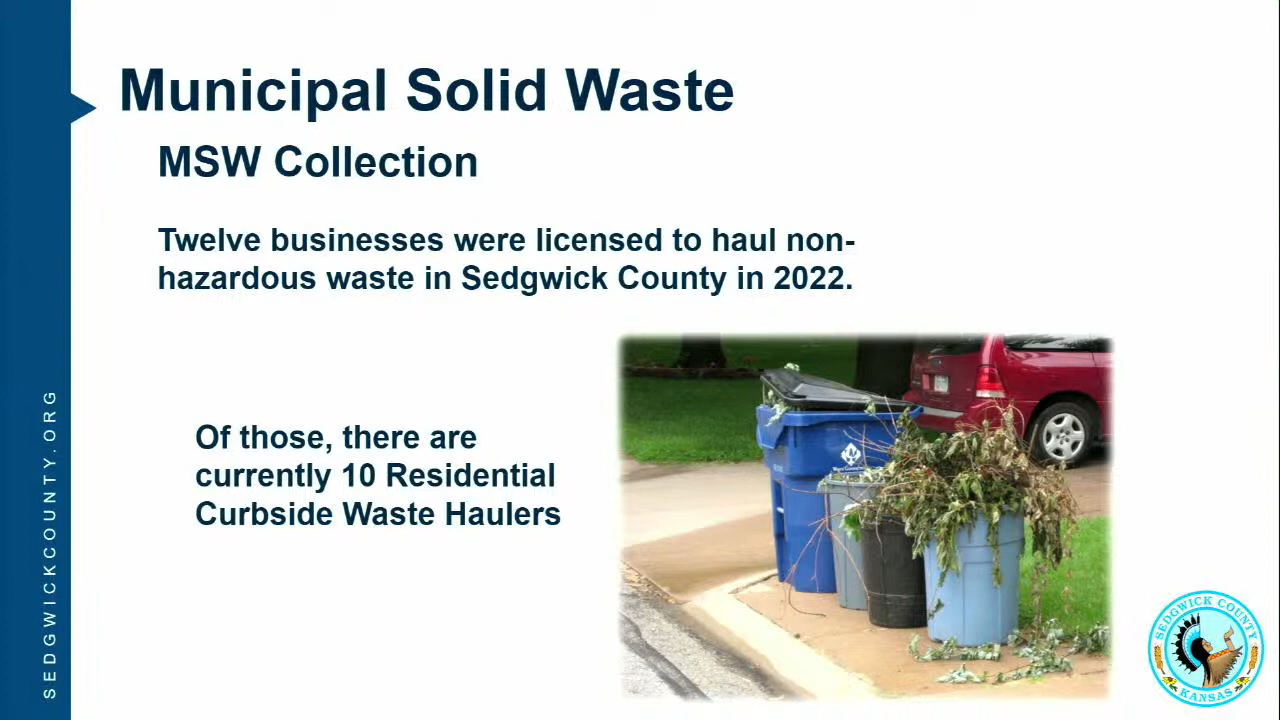 Municipal Solid Waste
MSW Collection
Twelve businesses were licensed to haul non-
hazardous waste in Sedgwick County in 2022.
Of those, there are
currently 10 Residential
Curbside Waste Haulers
SEDGWICKCOUNTY.ORG
SEDGWICK COUNTY
KANSAS